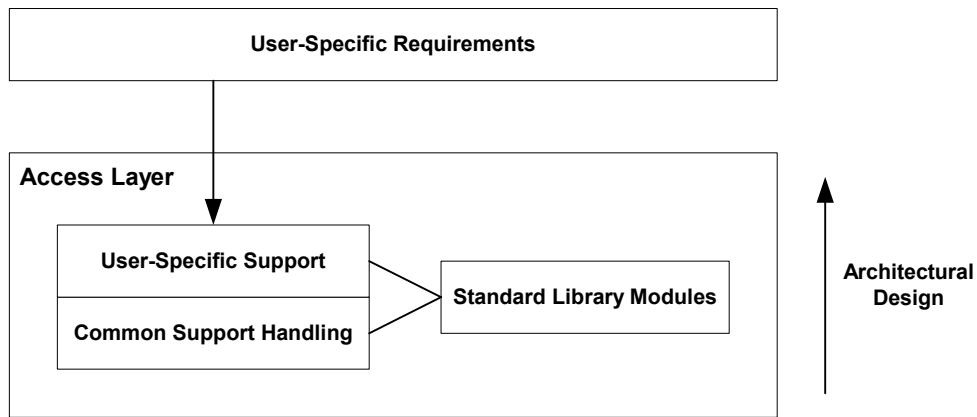 User-Specific Requirements
Access Layer
User-Specific Support
Common Support Handling
Standard Library Modules
Architectural
Design